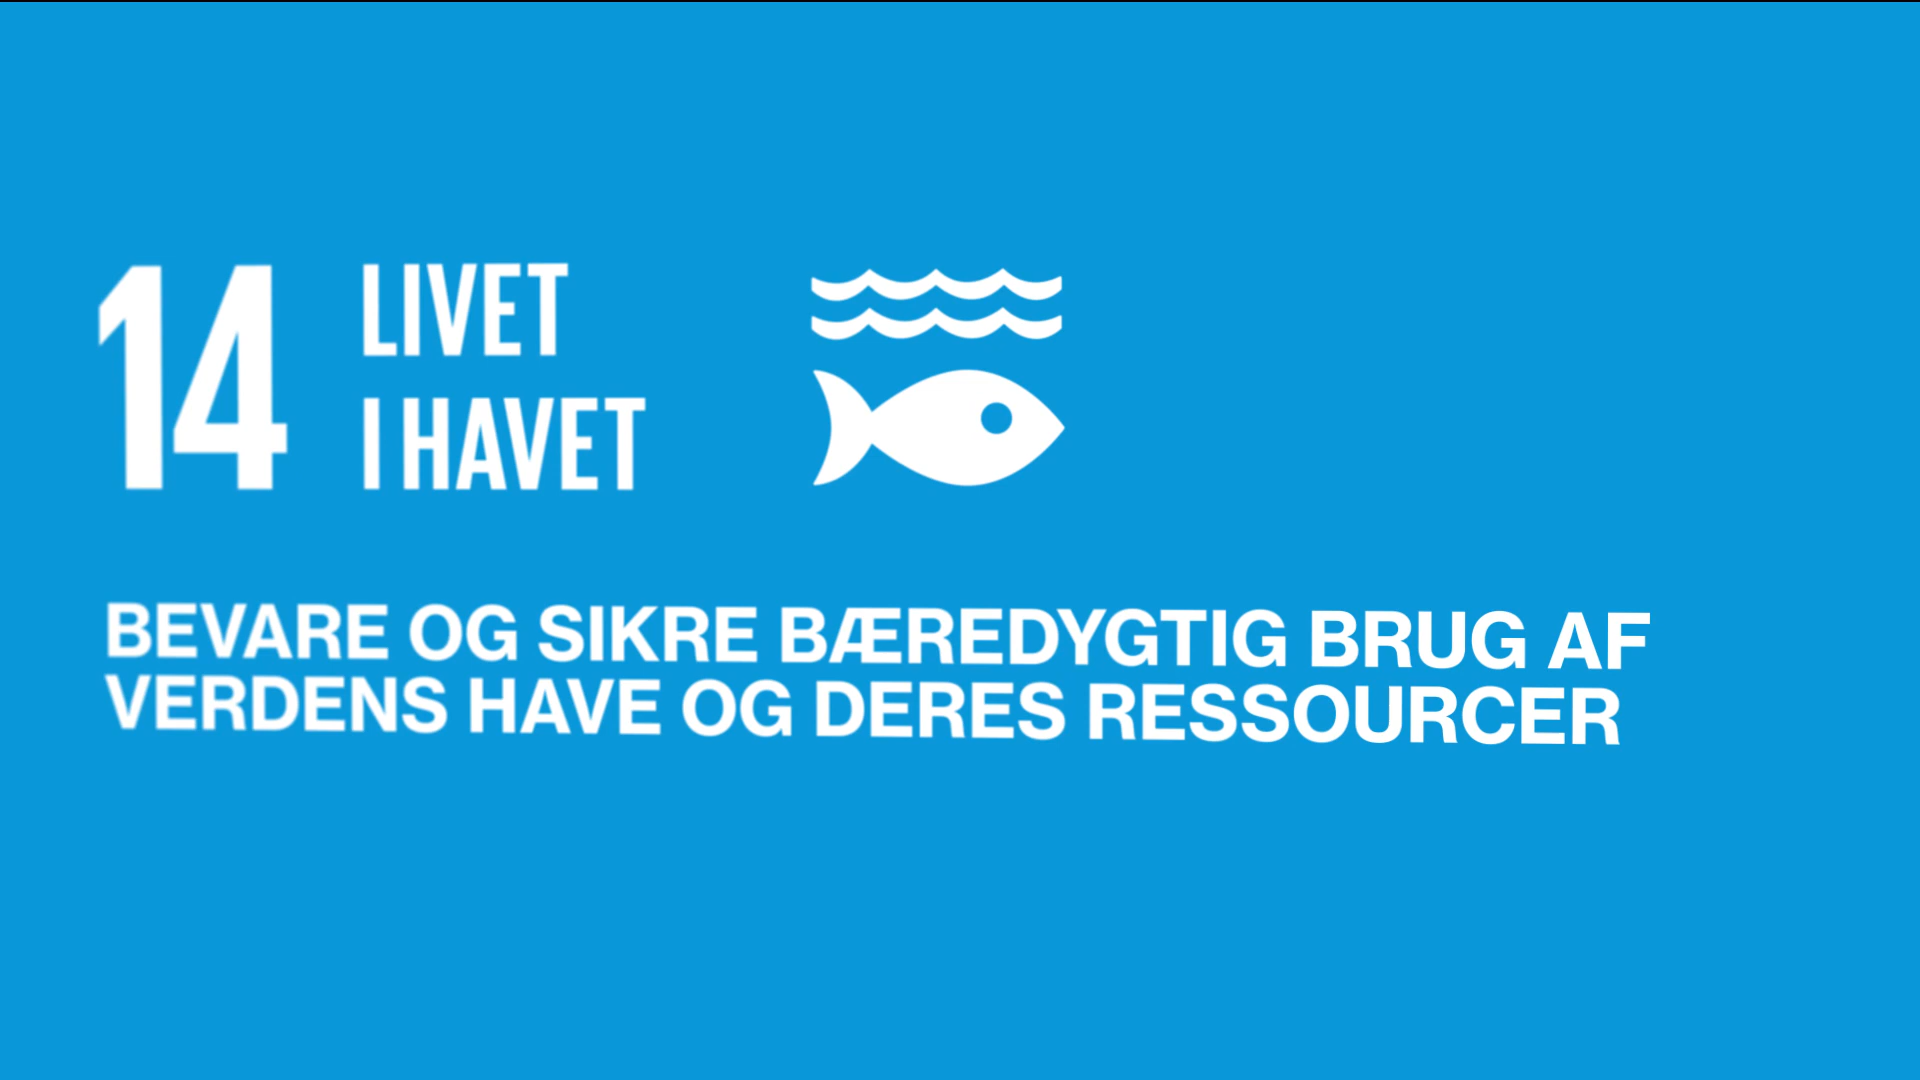 14
LIVET
I HAVET
BEVARE OG SIKRE BÆREDYGTIG BRUG AF
VERDENS HAVE OG DERES RESSOURCER